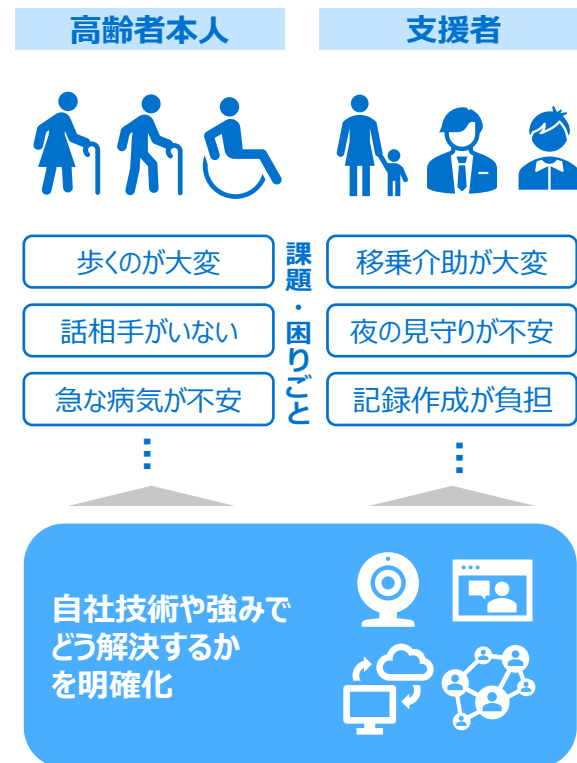 高齢者本人
支援者
歩くのが大変
話相手がいない
急な病気が不安
⋮
課題・困りごと
移乗介助が大変
夜の見守りが不安
記録作成が負担
⋮
自社技術や強みで
どう解決するか
を明確化